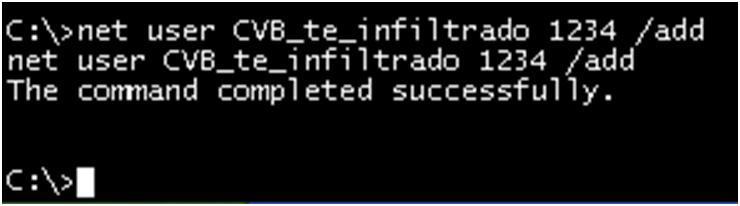 C:\>net user CVB_te_infiltrado 1234 /add
net user CVB_te_infiltrado 1234 /add
The command completed successfully.
C:\>